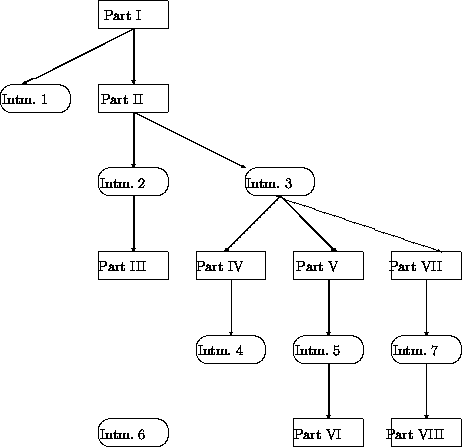 Part I
Intm. 1
Part II
Intm. 2
Intm. 3
Part III
Part IV
Part V
Part VII
Intm. 4
Intm. 5
Intm. 7
Intm. 6
Part VI
Part VIII